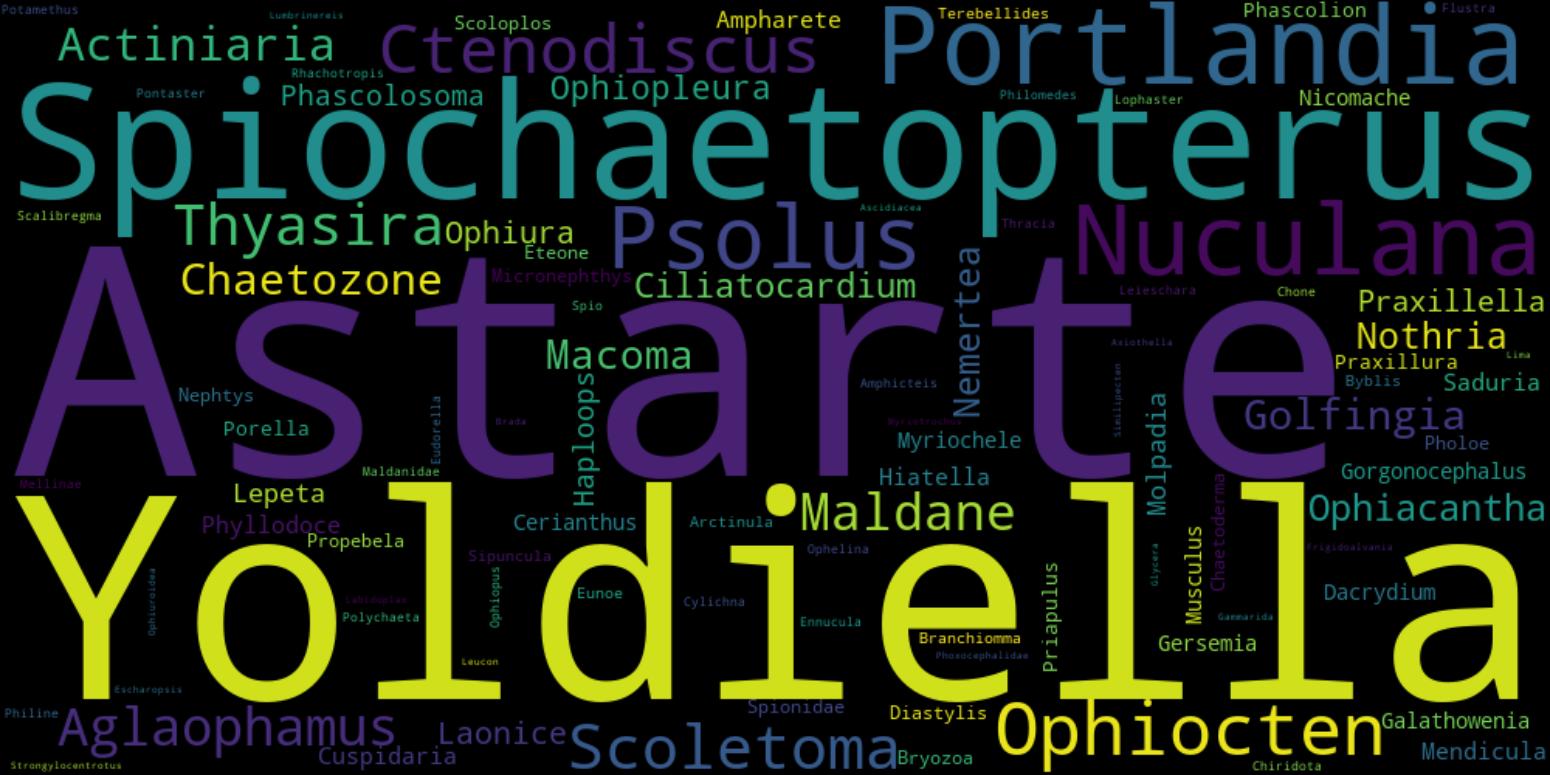 Potamethus
Lumbrinereis
Scoloplos
Ampharete
Terebellides
Phascolion
Flustra
Actiniaria
Ctenodiscus
Portlandia
Rhachotropis
Pontaster
Phascolosoma
Ophiopleura
Philomedes
Lophaster
Nicomache
Spiochaetopterus
Scalibregma
Thyasira
Ophiura
Psolus
Ascidiacea
Thracia
Nuculana
Eteone
Chaetozone
Micronephthys
Ciliatocardium
Nemertea
Leieschara
Chone
Praxillella
Spio
Astarte
Nothria
Macoma
Axiothella
Praxillura
Lima
Nephtys
Amphicteis
Similipecten
Byblis
Saduria
Porella
Eudorella
Brada
Haploops
Myriotrochus
Myriochele
Molpadia
Golfingia
Pholoe
Mellinae
Maldanidae
Hiatella
Gorgonocephalus
Lepeta
Yoldiella
Maldane
Ophiacantha
Phyllodoce
Propebela
Cerianthus
Arctinula
Sipuncula
Ophelina
Musculus
Chaetoderma
Frigidoalvania
Ophiuroidea
Labidoplax
Polychaeta
Ophiopus
Eunoe
Cylichna
Ennucula
Priapulus
Glycera
Dacrydium
Gammarida
Branchiomma
Phoxocephalidae
Gersemia
Leucon
Escharopsis
Philine
Aglaophamus
Laonice
Scoletoma
Spionidae
Diastylis
Ophiocten
Galathowenia
Cuspidaria
Bryozoa
Mendicula
Strongylocentrotus
Chiridota